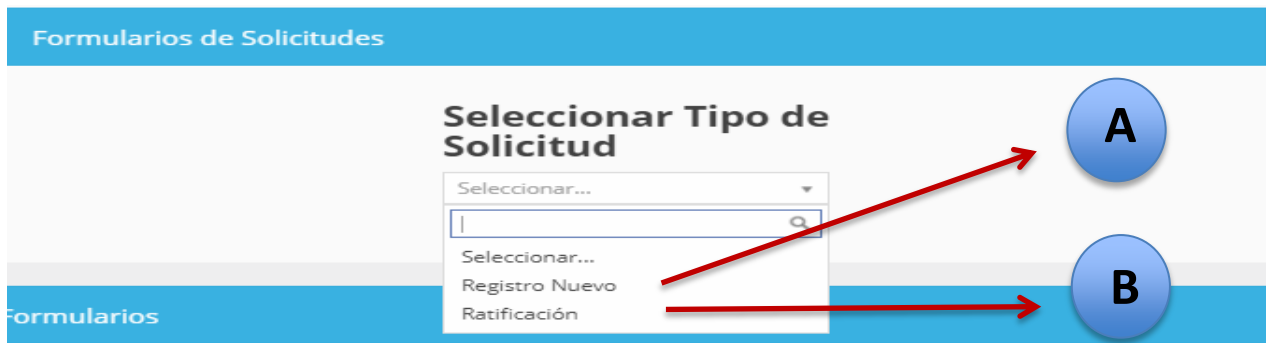 Formularios de Solicitudes
Seleccionar Tipo de
Solicitud
Seleccionar...
Seleccionar...
Registro Nuevo
Ratificación
Formularios
A
B